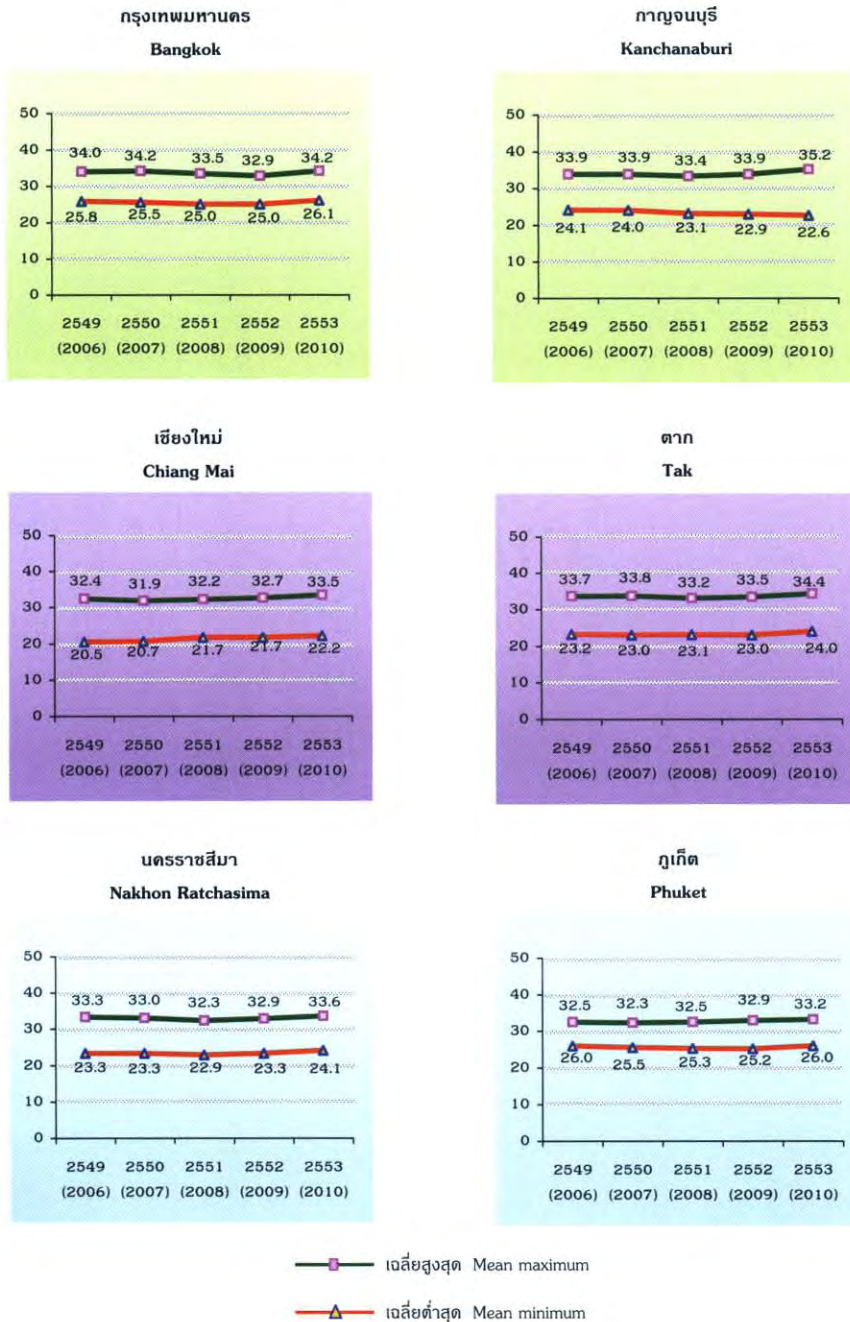 กรุงเทพมหานคร
Bangkok
50
40
30
20
10
0
34.0 34.2 33.5 32.9 34.2
25.8 25.5 25.0 25.0 26.1
2549 2550 2551 2552 2553
(2006) (2007) (2008) (2009) (2010)
กาญจนบุรี
Kanchanaburi
50
40
30
20
10
0
33.9 33.9 33.4 33.9 35.2
24.1 24.0 23.1 22.9 22.6
2549 2550 2551 2552 2553
(2006) (2007) (2008) (2009) (2010)
เชียงใหม่
Chiang Mai
50
40
30
20
10
0
32.4 31.9 32.2 32.7 33.5
20.5 20.7 21.7 21.7 22.2
2549 2550 2551 2552 2553
(2006) (2007) (2008) (2009) (2010)
ตาก
Tak
50
40
30
20
10
0
33.7 33.8 33.2 33.5 34.4
23.2 23.0 23.1 23.0 24.0
2549 2550 2551 2552 2553
(2006) (2007) (2008) (2009) (2010)
นครราชสีมา
Nakhon Ratchasima
50
40
30
20
10
0
33.3 33.0 32.3 32.9 33.6
23.3 23.3 22.9 23.3 24.1
2549 2550 2551 2552 2553
(2006) (2007) (2008) (2009) (2010)
ภูเก็ต
Phuket
50
40
30
20
10
0
32.5 32.3 32.5 32.9 33.2
26.0 25.5 25.3 25.2 26.0
2549 2550 2551 2552 2553
(2006) (2007) (2008) (2009) (2010)
เฉลี่ยสูงสุด Mean maximum
เฉลี่ยต่ำสุด Mean minimum